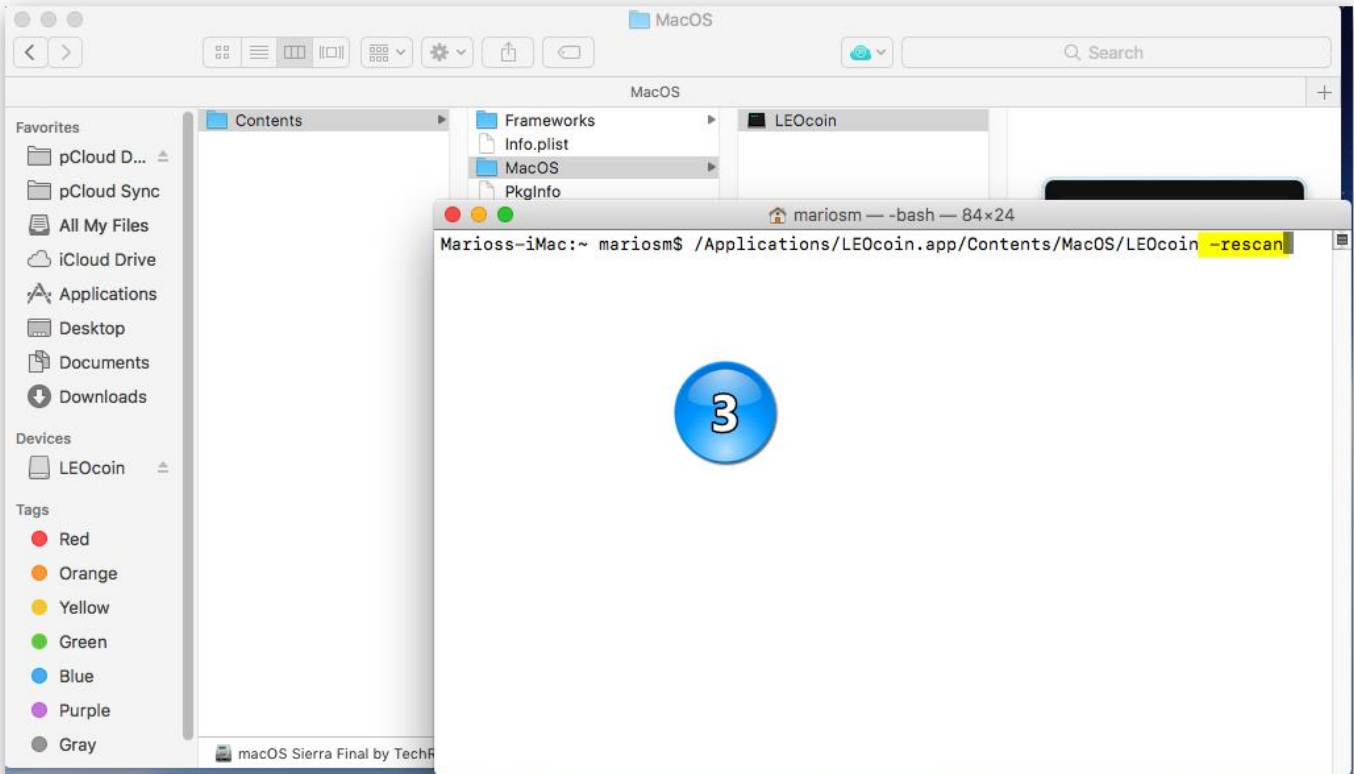 MacOS
Search
MacOS
Favorites
pCloud D...
pCloud Sync
All My Files
iCloud Drive
Applications
Desktop
Documents
Downloads
Devices
LEOcoin
Tags
Red
Orange
Yellow
Green
Blue
Purple
Gray
Contents
Frameworks
Info.plist
MacOS
PkgInfo
LEOcoin
macOS Sierra Final by TechR
mariosm — -bash — 84×24
Marioss-iMac:~ mariosm$ /Applications/LEOcoin.app/Contents/MacOS/LEOcoin -rescan
3